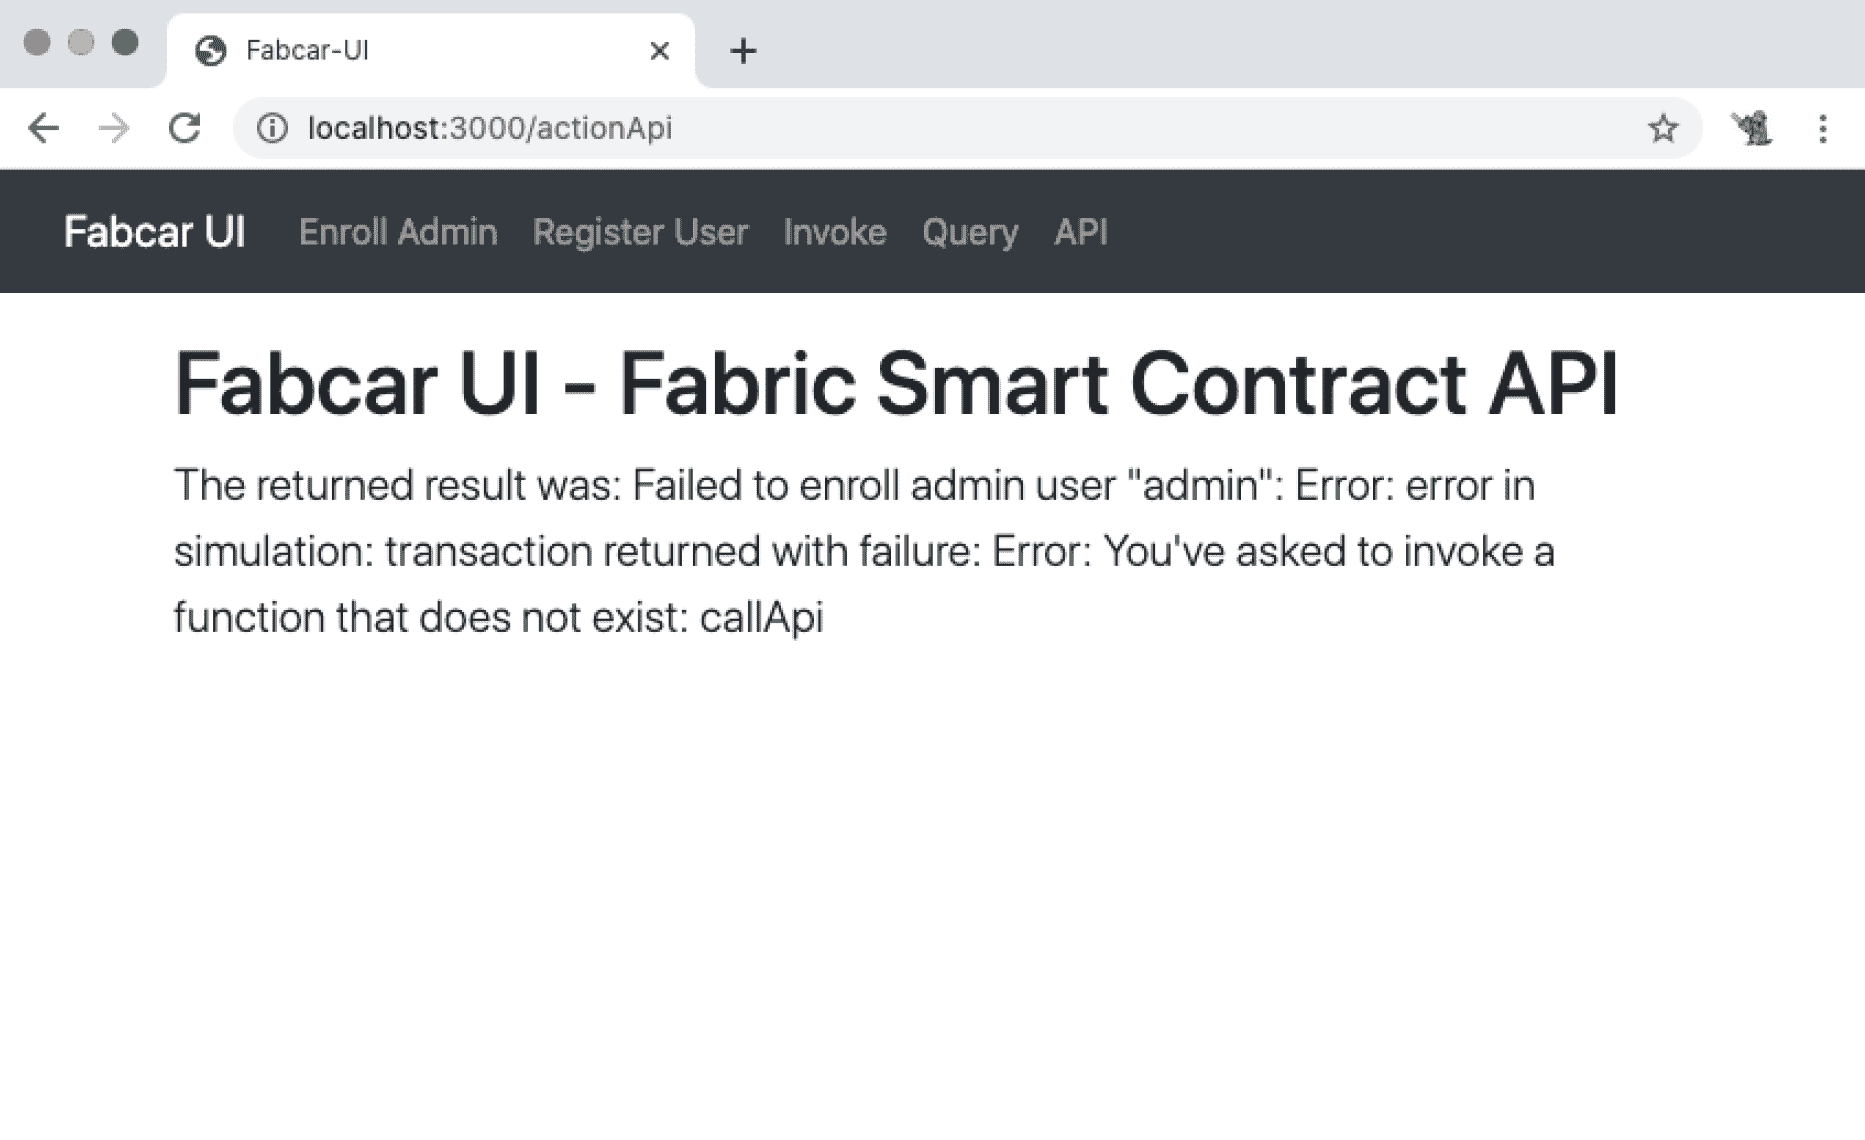 Fabcar-UI
localhost:3000/actionApi
Fabcar UI Enroll Admin Register User Invoke Query API
Fabcar UI - Fabric Smart Contract API
The returned result was: Failed to enroll admin user "admin": Error: error in
simulation: transaction returned with failure: Error: You've asked to invoke a
function that does not exist: callApi